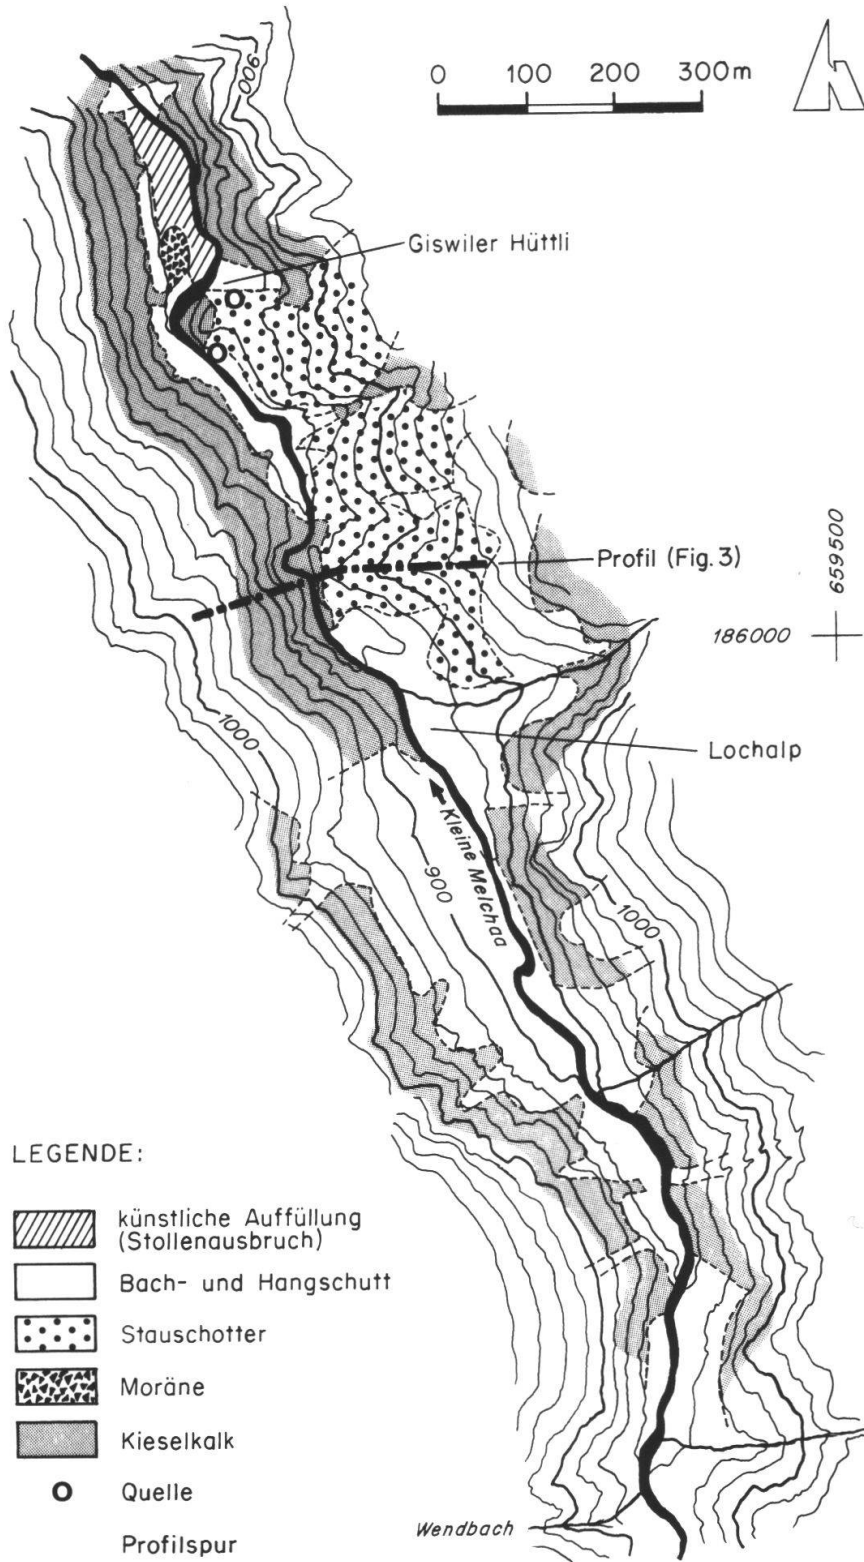 0 100 200 300m
900
Giswiler Hüttli
Profil (Fig. 3)
659500
186000
1000
Lochalp
Kleine Melchaa
900
1000
LEGENDE:
künstliche Auffüllung
(Stollenausbruch)
Bach- und Hangschutt
Stauschotter
Moräne
Kieselkalk
Quelle
Profilspur
Wendbach